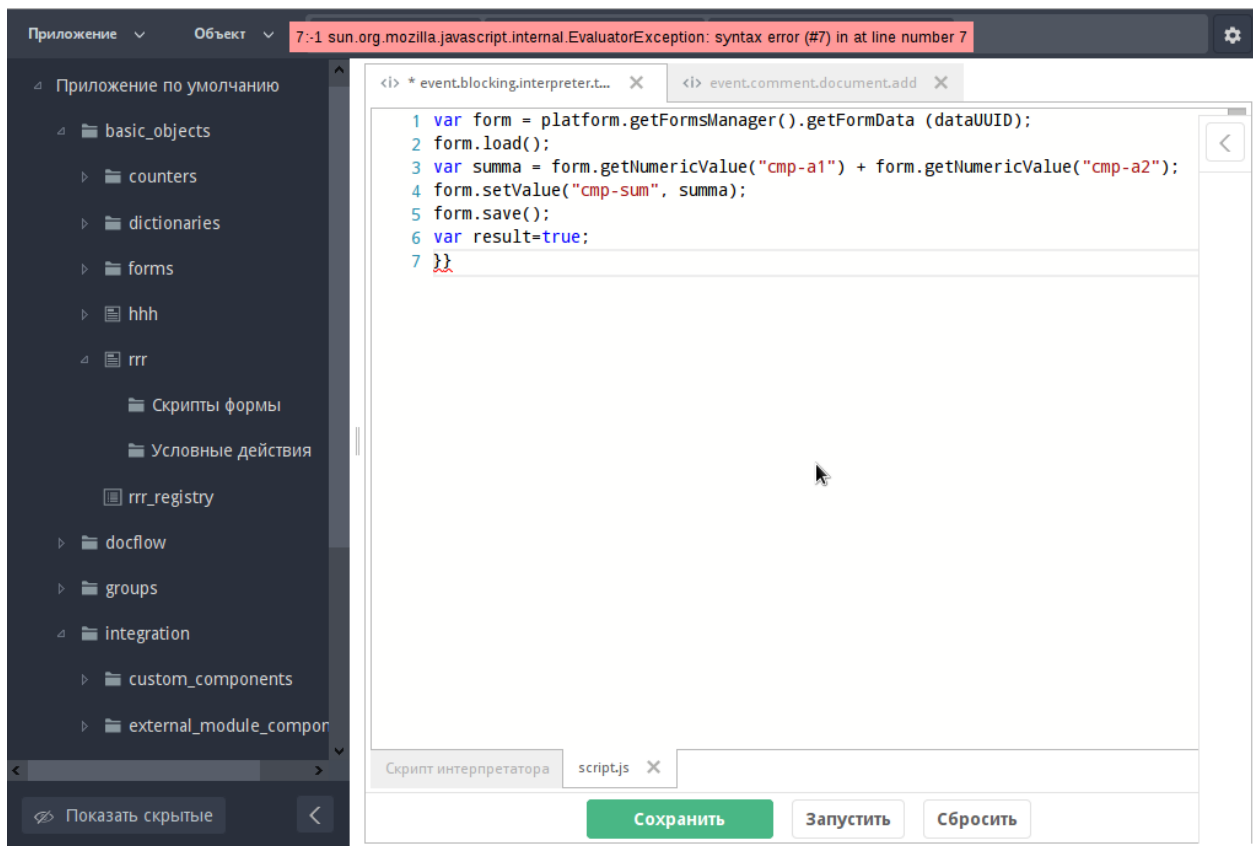 Приложение Объект 7:-1 sun.org.mozilla.javascript.internal.EvaluatorException: syntax error (#7) in at line number 7
Приложение по умолчанию
basic_objects
counters
dictionaries
forms
hhh
rrr
Скрипты формы
Условные действия
rrr_registry
docflow
groups
integration
custom_components
external_module_compon
Показать скрытые
<i> * event.blocking.interpreter.t... <i> event.comment.document.add
1 var form = platform.getFormsManager().getFormData (dataUUID);
2 form.load();
3 var summa = form.getNumericValue("cmp-a1") + form.getNumericValue("cmp-a2");
4 form.setValue("cmp-sum", summa);
5 form.save();
6 var result=true;
7 }}
Скрипт интерпретатора script.js
Сохранить Запустить Сбросить